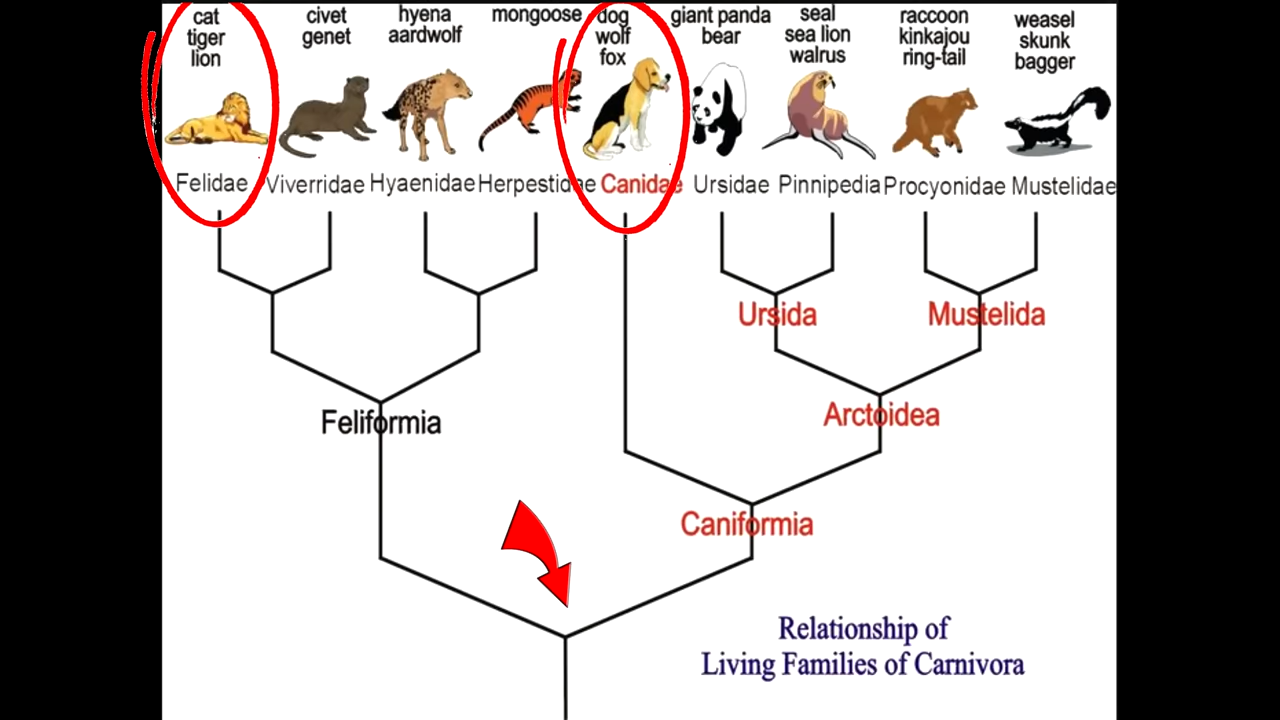 cat
tiger
lion
civet
genet
hyena
aardwolf
mongoose
dog
wolf
fox
giant panda
bear
seal
sea lion
walrus
raccoon
kinkajou
ring-tail
weasel
skunk
bagger
Felidae
Viverridae
Hyaenidae
Herpestidae
Canidae
Ursidae
Pinnipedia
Procyonidae
Mustelidae
Ursida
Mustelida
Feliformia
Arctoidea
Caniformia
Relationship of
Living Families of Carnivora